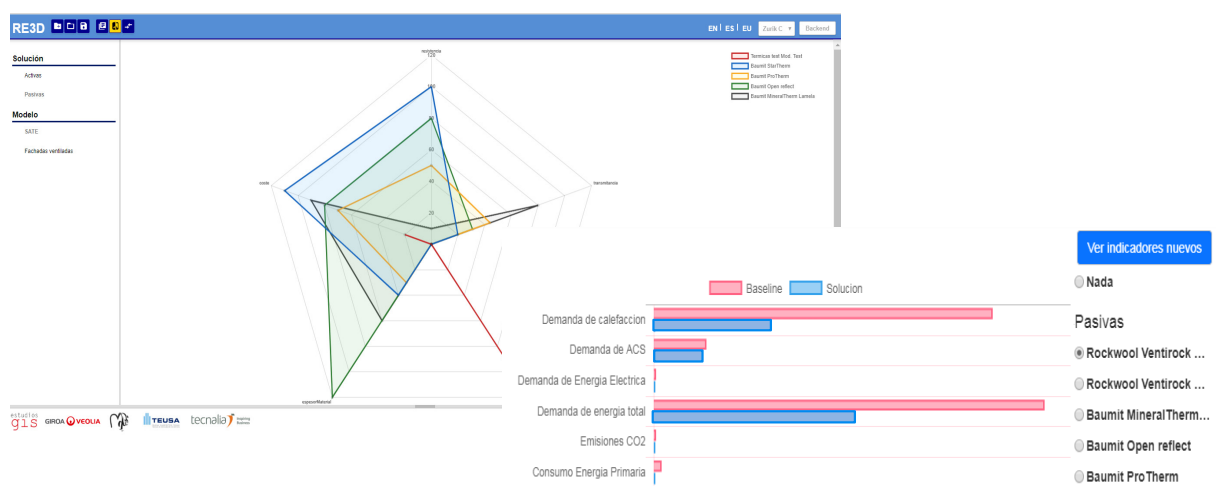 RE3D
EN ES EU Zurik C Backend
Solución
Activas
Pasivas
Modelo
SATE
Fachadas ventiladas
resistencia
120
100
80
60
40
20
transmitancia
coste
espesorMaterial
Termicas test Mod. Test
Baumit StarTherm
Baumit ProTherm
Baumit Open reflect
Baumit MineralTherm Lamela
estudios
gis GIROA VEOLIA TEUSA tecnalia Inspiring
Business
Baseline Solucion
Demanda de calefaccion
Demanda de ACS
Demanda de Energia Electrica
Demanda de energia total
Emisiones CO2
Consumo Energia Primaria
Ver indicadores nuevos
Nada
Pasivas
Rockwool Ventirock ...
Rockwool Ventirock ...
Baumit MineralTherm...
Baumit Open reflect
Baumit ProTherm